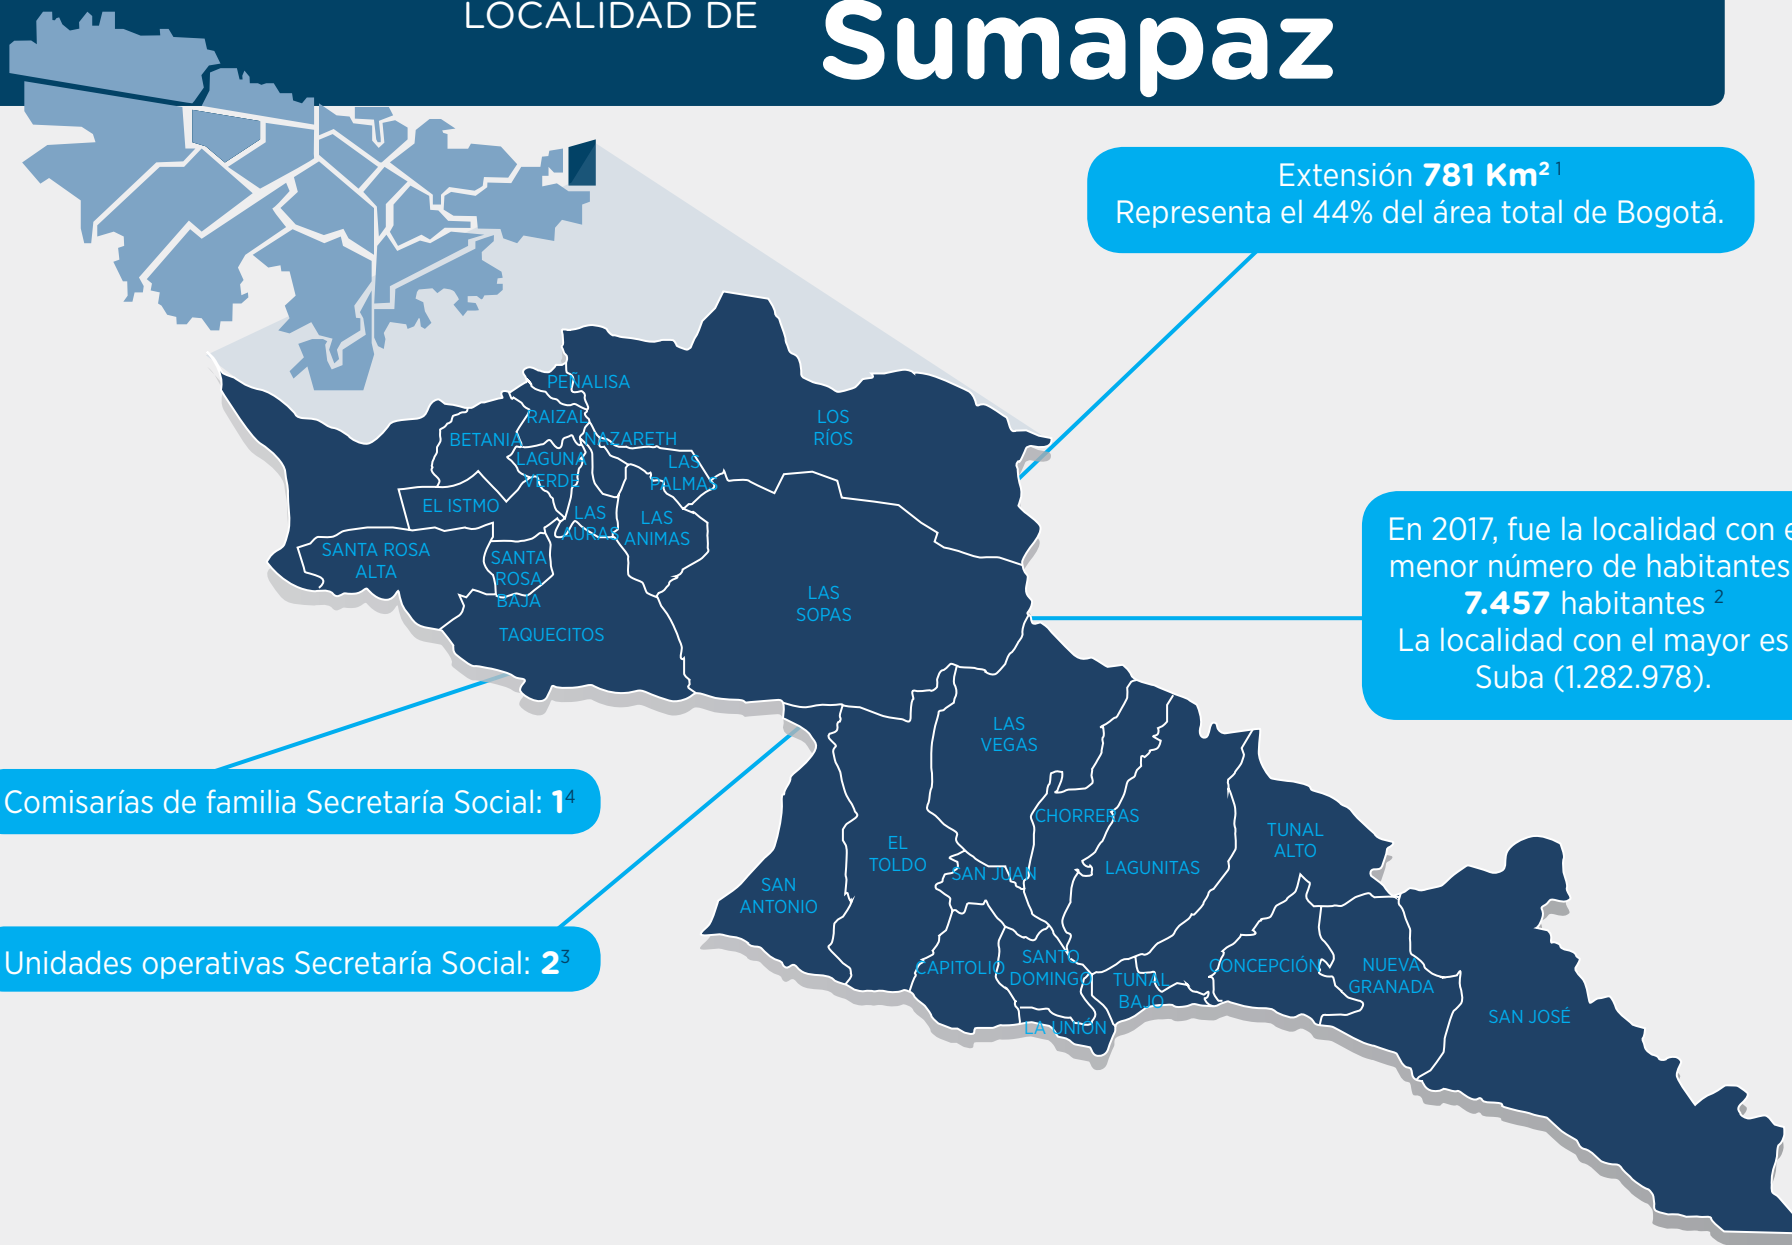 LOCALIDAD DE
Sumapaz
Extensión 781 Km² 1
Representa el 44% del área total de Bogotá.
PEÑALISA
RAIZAL
BETANIA
NAZARETH
LOS
RÍOS
LAGUNA
VERDE
LAS
PALMAS
EL ISTMO
LAS
AURAS
LAS
ANIMAS
SANTA ROSA
ALTA
SANTA
ROSA
BAJA
TAQUECITOS
LAS
SOPAS
En 2017, fue la localidad con e
menor número de habitantes
7.457 habitantes 2
La localidad con el mayor es
Suba (1.282.978).
Comisarías de familia Secretaría Social: 1 4
Unidades operativas Secretaría Social: 2 3
LAS
VEGAS
CHORRERAS
EL
TOLDO
SAN JUAN
LAGUNITAS
TUNAL
ALTO
SAN
ANTONIO
CAPITOLIO
SANTO
DOMINGO
TUNAL
BAJO
CONCEPCIÓN
NUEVA
GRANADA
LA UNIÓN
SAN JOSÉ